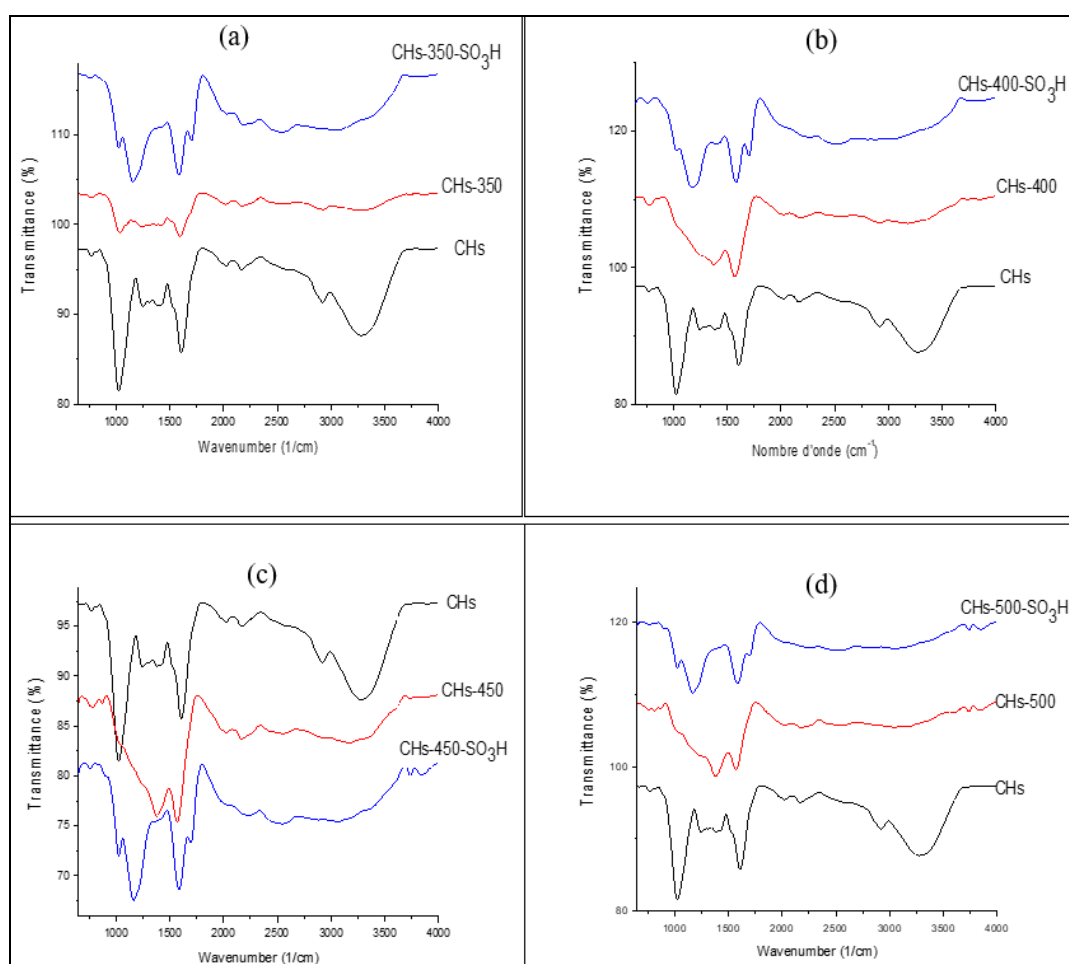 (a)
CHs-350-SO3H
CHs-350
CHs
Transmittance (%)
110
100
90
80
1000 1500 2000 2500 3000 3500 4000
Wavenumber (1/cm)
(b)
CHs-400-SO3H
CHs-400
CHs
Transmittance (%)
120
100
80
1000 1500 2000 2500 3000 3500 4000
Nombre d'onde (cm-1)
(c)
CHs
CHs-450
CHs-450-SO3H
Transmittance (%)
95
90
85
80
75
70
1000 1500 2000 2500 3000 3500 4000
Wavenumber (1/cm)
(d)
CHs-500-SO3H
CHs-500
CHs
Transmittance (%)
120
100
80
1000 1500 2000 2500 3000 3500 4000
Wavenumber (1/cm)